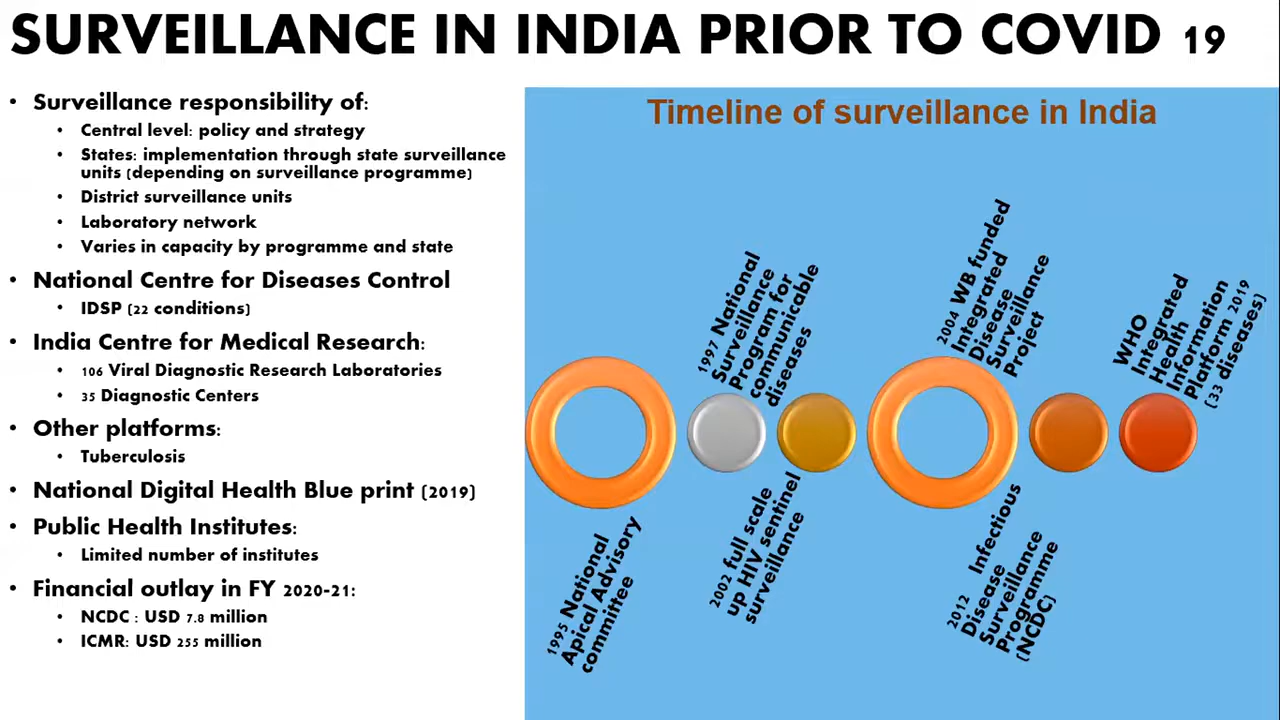 SURVEILLANCE IN INDIA PRIOR TO COVID 19
• Surveillance responsibility of:
• Central level: policy and strategy
• States: implementation through state surveillance
units (depending on surveillance programme)
• District surveillance units
• Laboratory network
• Varies in capacity by programme and state
• National Centre for Diseases Control
• IDSP (22 conditions)
• India Centre for Medical Research:
• 106 Viral Diagnostic Research Laboratories
• 35 Diagnostic Centers
• Other platforms:
• Tuberculosis
• National Digital Health Blue print (2019)
• Public Health Institutes:
• Limited number of institutes
• Financial outlay in FY 2020-21:
• NCDC : USD 7.8 million
• ICMR: USD 255 million
Timeline of surveillance in India
1995 National
Apical Advisory
committee
1997 National
Surveillance
Program for
communicable
diseases
2002 full scale
up HIV sentinel
surveillance
2004 WB funded
Integrated
Disease
Surveillance
Project
2012 Infectious
Disease
Surveillance
Programme
(NCDC)
WHO
Integrated
Health
Information
Platform 2019
(33 diseases)